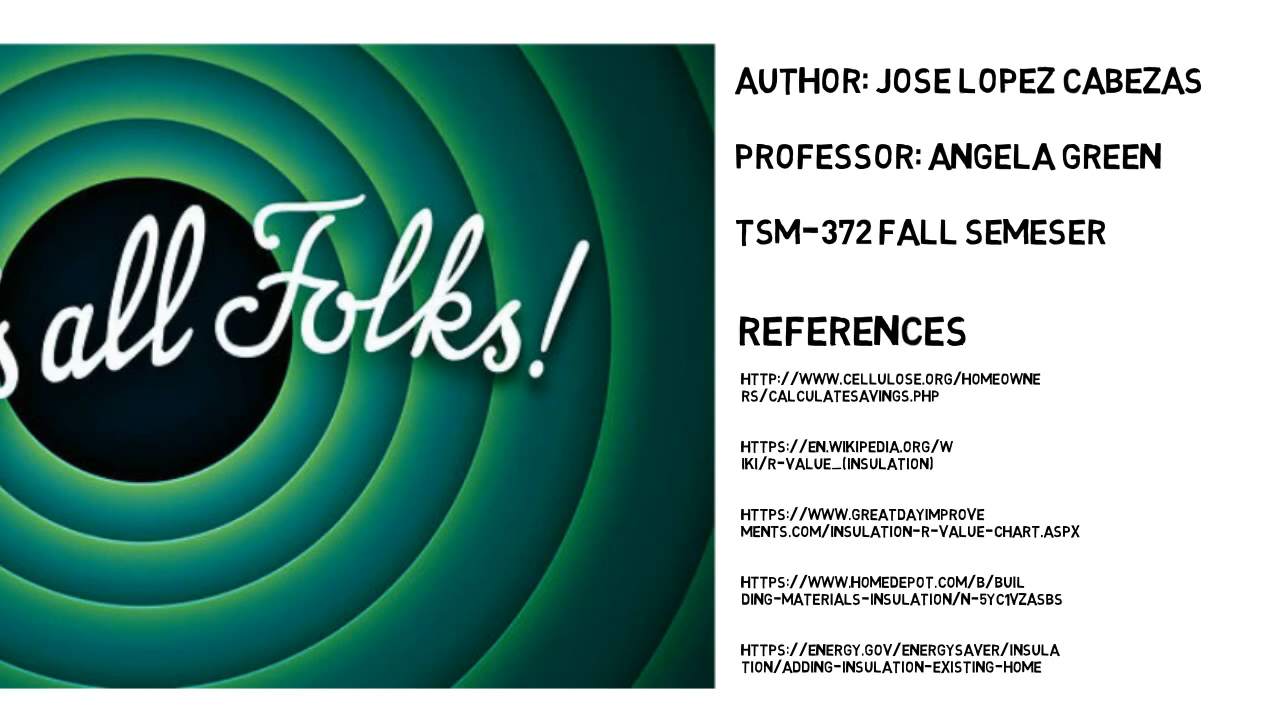 s all Folks!
AUTHOR: JOSE LOPEZ CABEZAS
PROFESSOR: ANGELA GREEN
TSM-372 FALL SEMESER
REFERENCES
HTTP://WWW.CELLULOSE.ORG/HOMEOWNE
RS/CALCULATESAVINGS.PHP
HTTPS://EN.WIKIPEDIA.ORG/W
IKI/R-VALUE_(INSULATION)
HTTPS://WWW.GREATDAYIMPROVE
MENTS.COM/INSULATION-R-VALUE-CHART.ASPX
HTTPS://WWW.HOMEDEPOT.COM/B/BUIL
DING-MATERIALS-INSULATION/N-5YC1VZASBS
HTTPS://ENERGY.GOV/ENERGYSAVER/INSULA
TION/ADDING-INSULATION-EXISTING-HOME